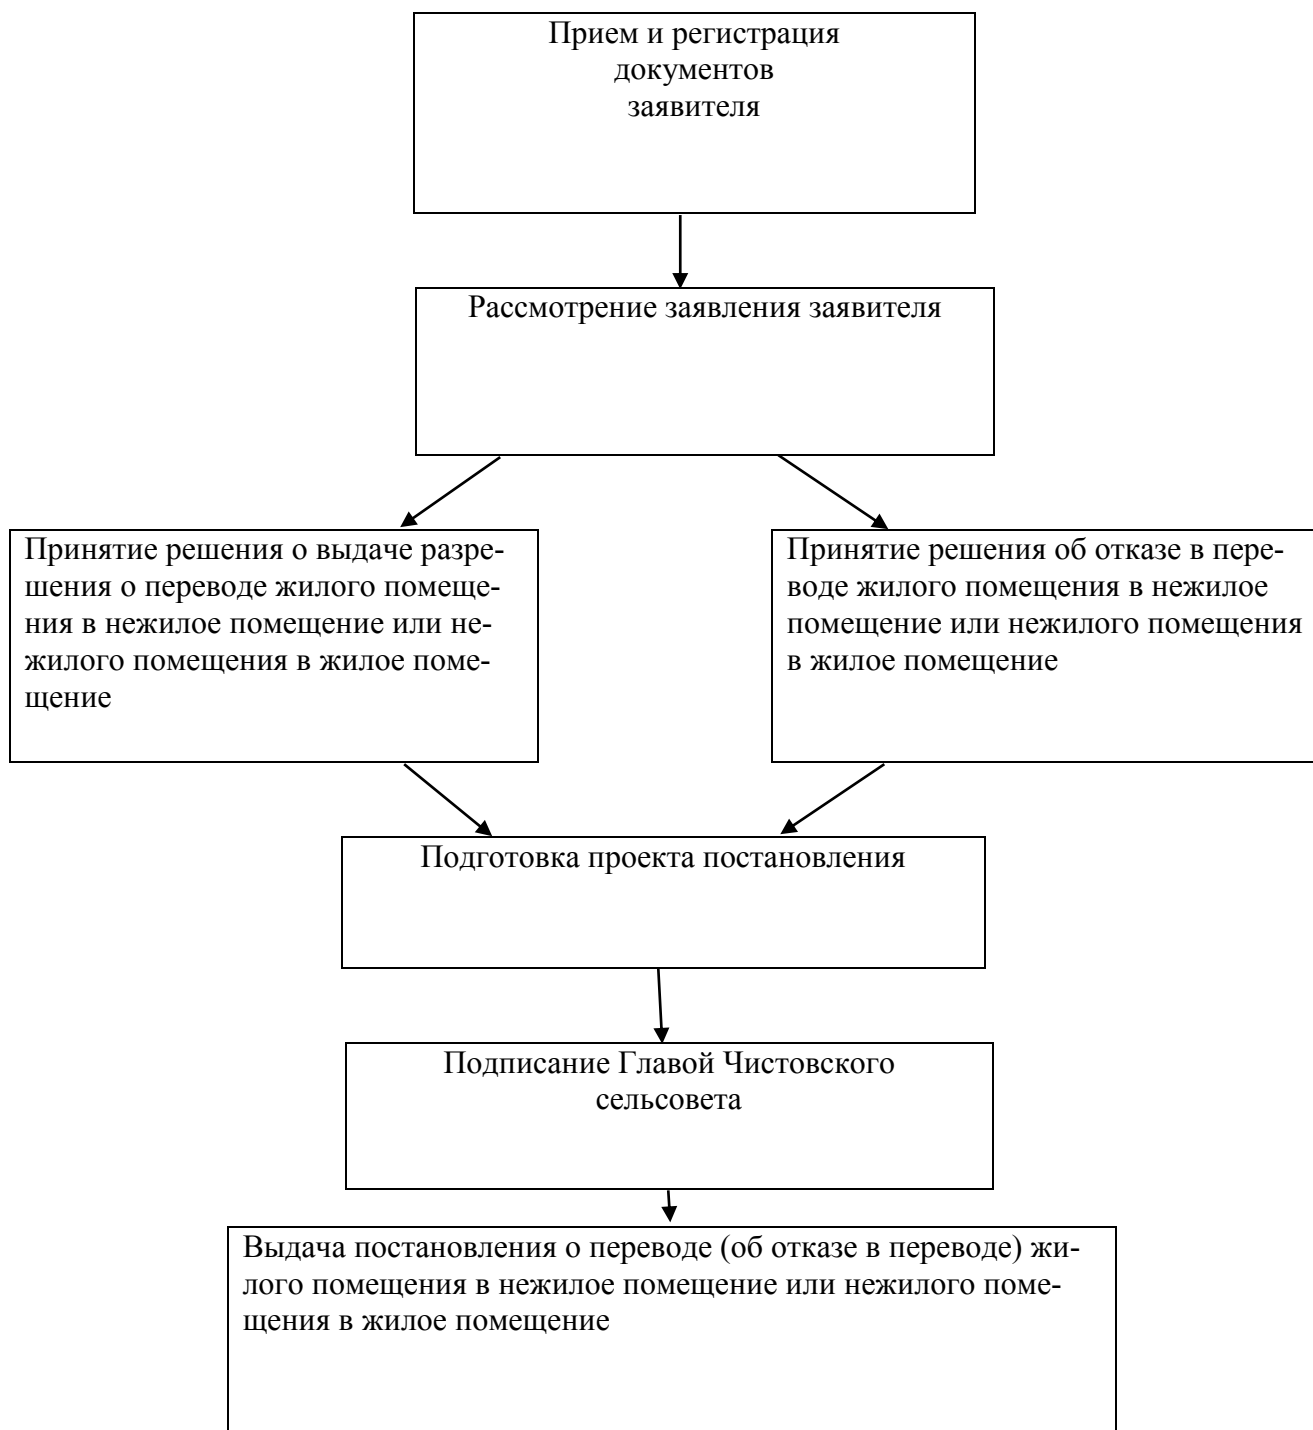 Прием и регистрация
документов
заявителя
Рассмотрение заявления заявителя
Принятие решения о выдаче разре-
шения о переводе жилого помеще-
ния в нежилое помещение или не-
жилого помещения в жилое поме-
щение
Принятие решения об отказе в пере-
воде жилого помещения в нежилое
помещение или нежилого помещения
в жилое помещение
Подготовка проекта постановления
Подписание Главой Чистовского
сельсовета
Выдача постановления о переводе (об отказе в переводе) жи-
лого помещения в нежилое помещение или нежилого поме-
щения в жилое помещение